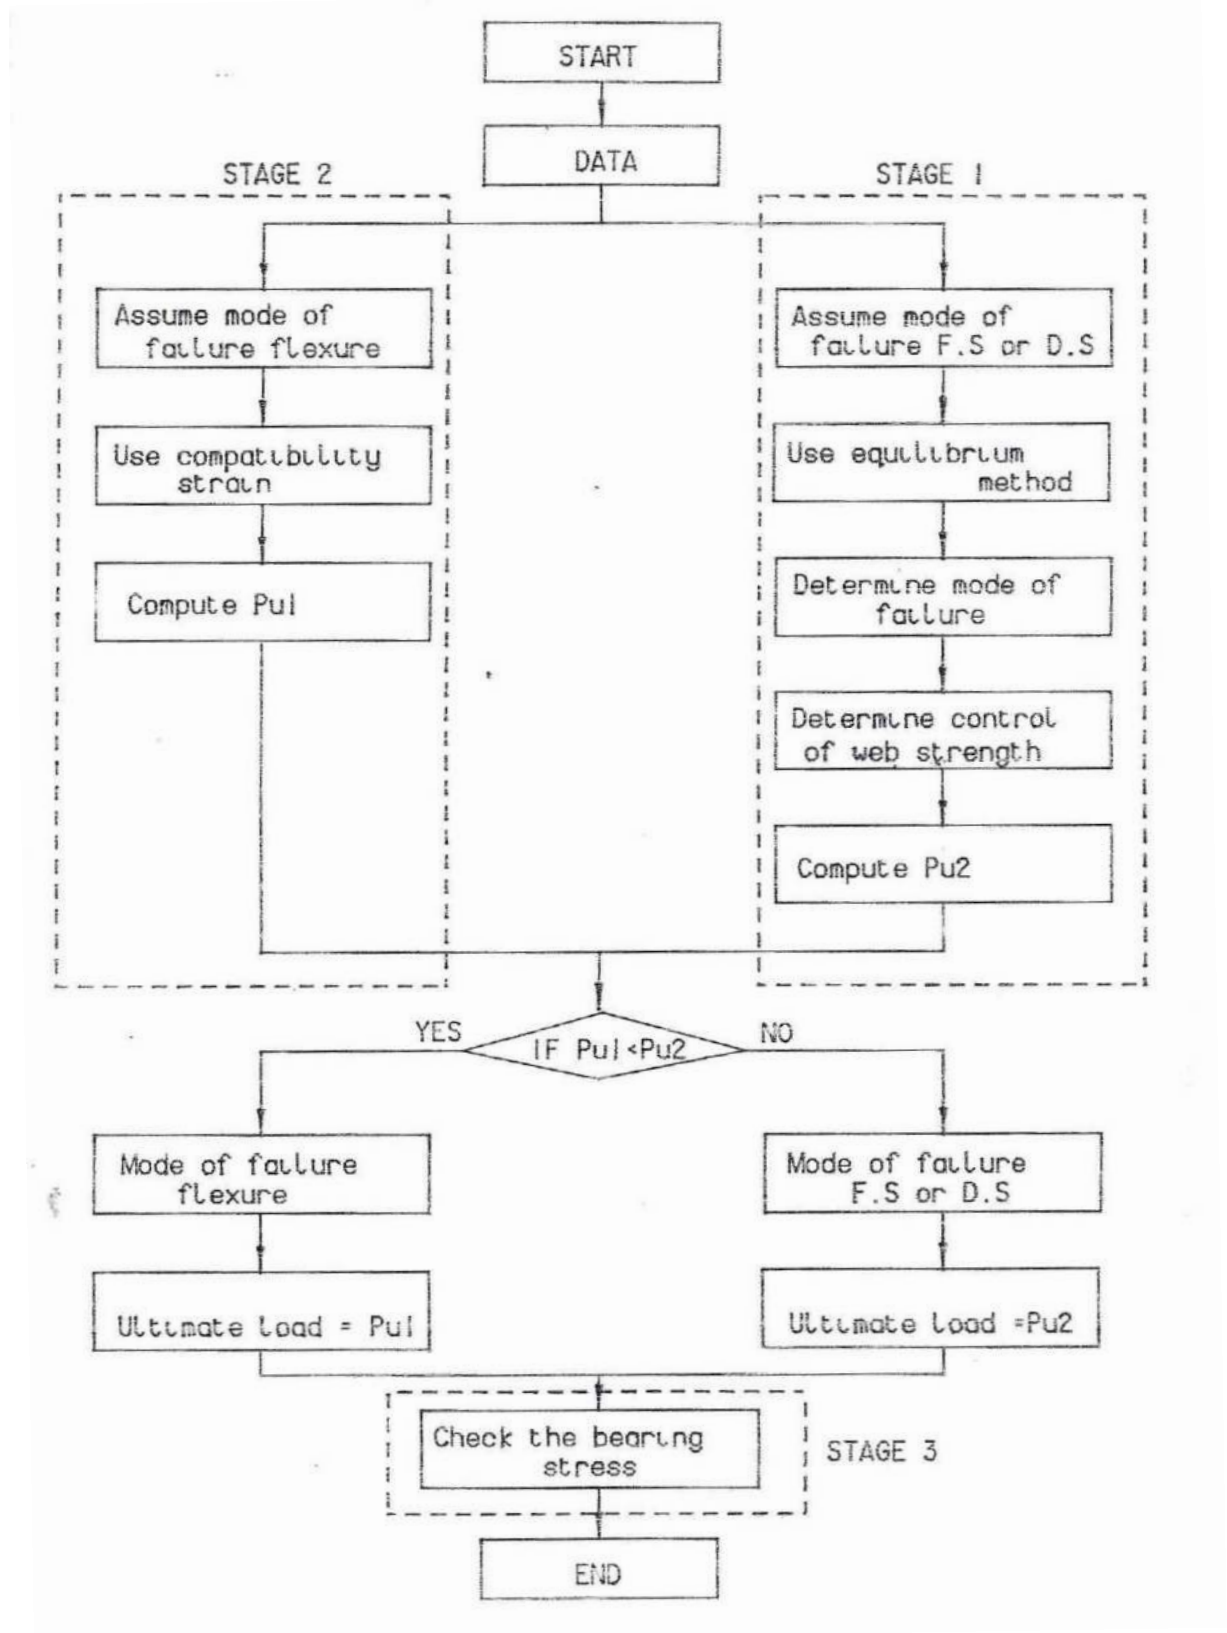 START
DATA
STAGE 2
STAGE 1
Assume mode of
failure flexure
Use compatibility
strain
Compute Pu1
Assume mode of
failure F.S or D.S
Use equilibrium
method
Determine mode of
failure
Determine control
of web strength
Compute Pu2
IF Pu1<Pu2
YES
NO
Mode of failure
flexure
Ultimate load = Pu1
Mode of failure
F.S or D.S
Ultimate load =Pu2
Check the bearing
stress
STAGE 3
END